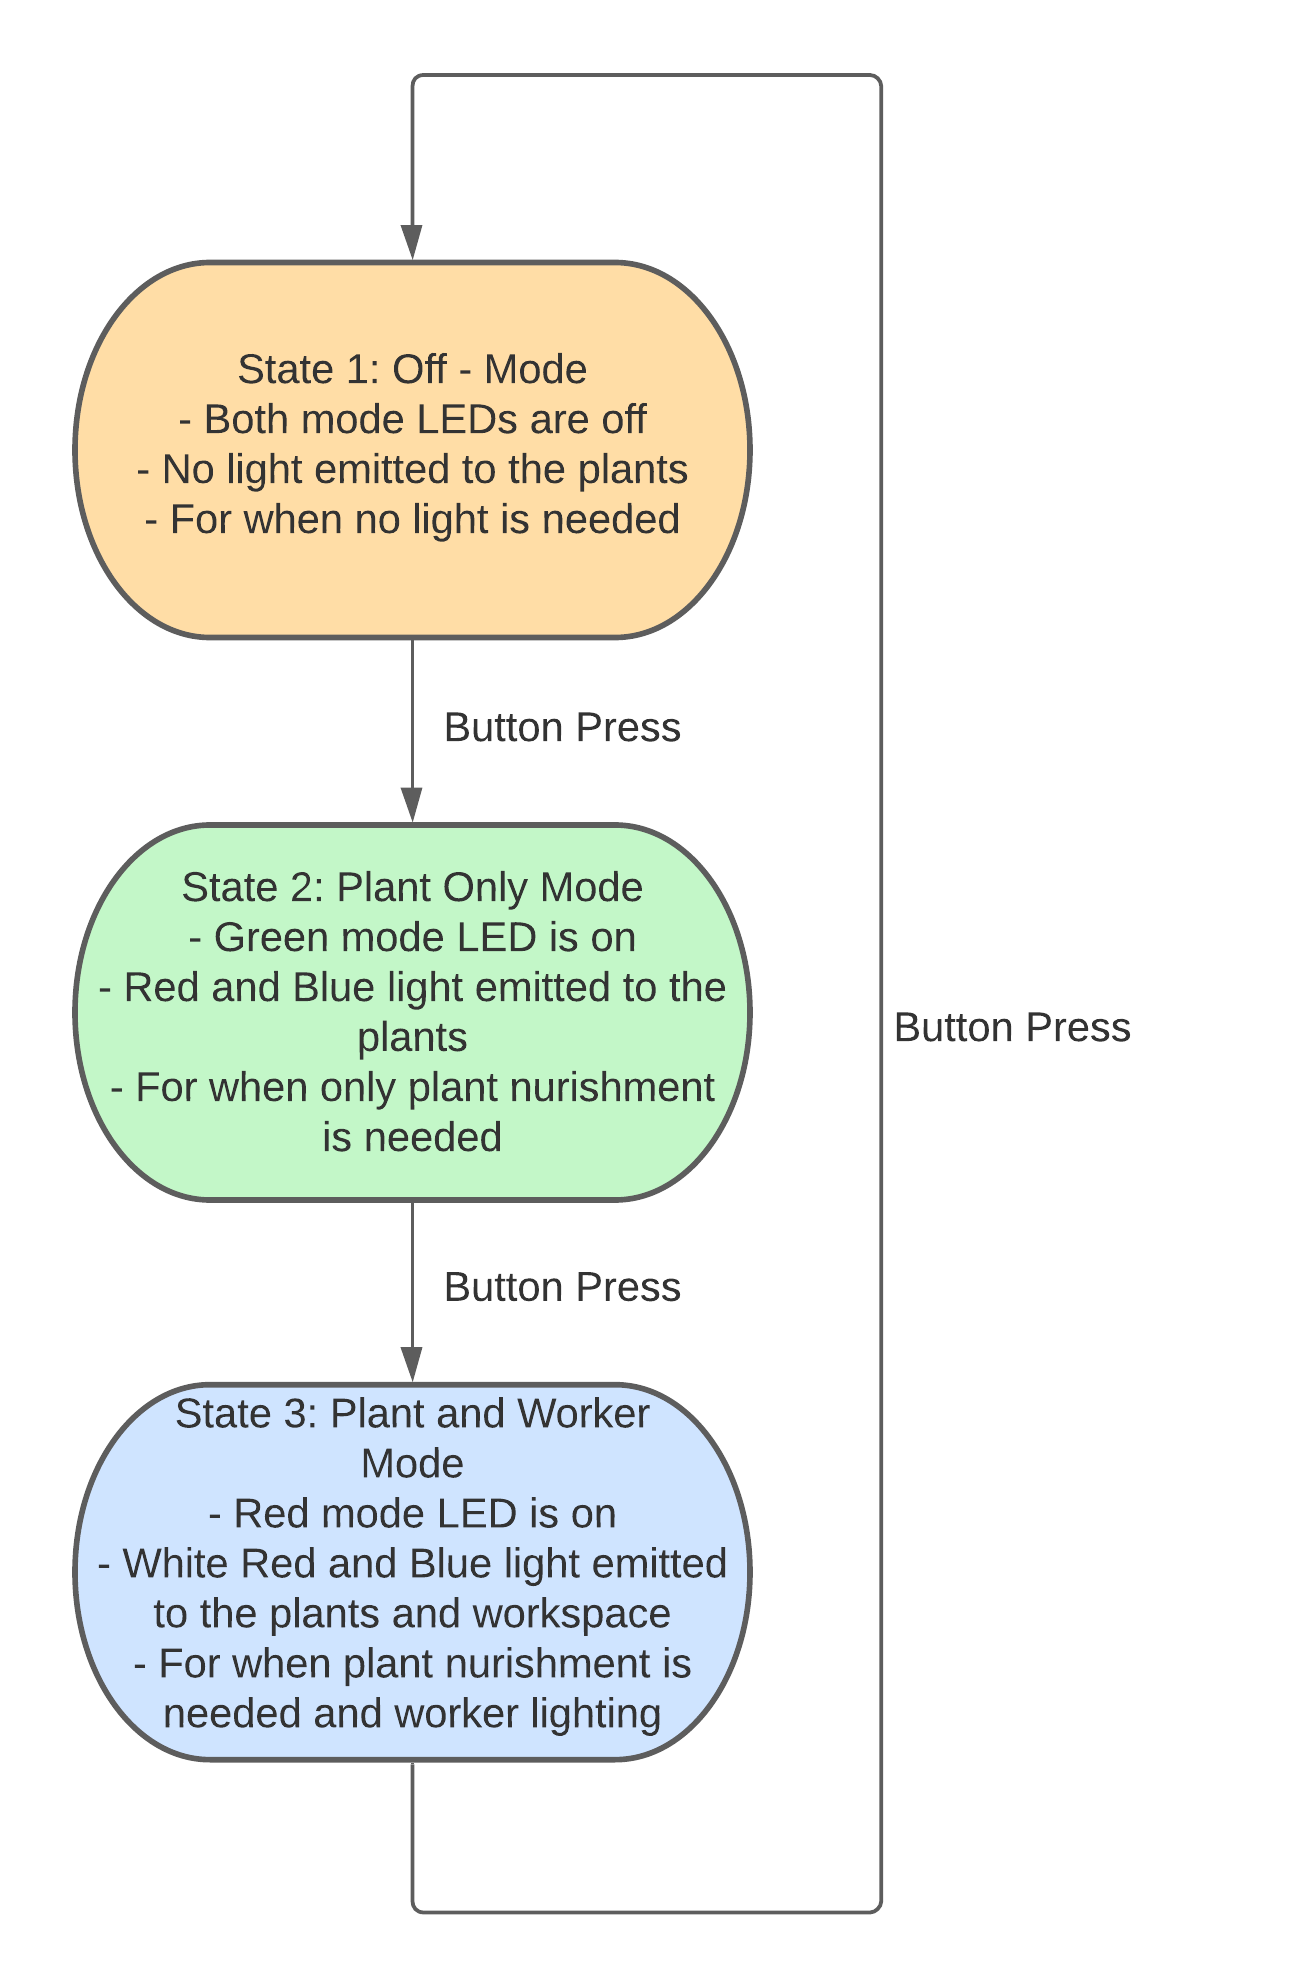 State 1: Off - Mode
- Both mode LEDs are off
- No light emitted to the plants
- For when no light is needed
Button Press
State 2: Plant Only Mode
- Green mode LED is on
- Red and Blue light emitted to the
plants
- For when only plant nurishment
is needed
Button Press
Button Press
State 3: Plant and Worker
Mode
- Red mode LED is on
- White Red and Blue light emitted
to the plants and workspace
- For when plant nurishment is
needed and worker lighting